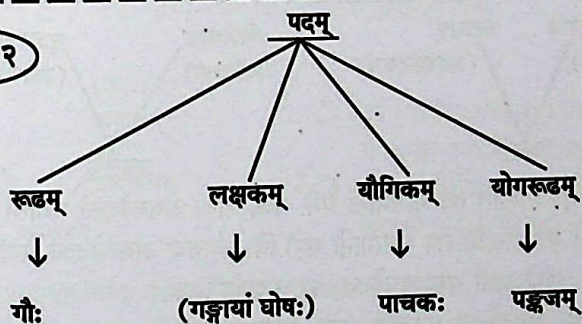 पदम्
२
रूढम् लक्षकम् यौगिकम् योगरूढम्
गौः (गङ्गायां घोषः) पाचकः पङ्कजम्